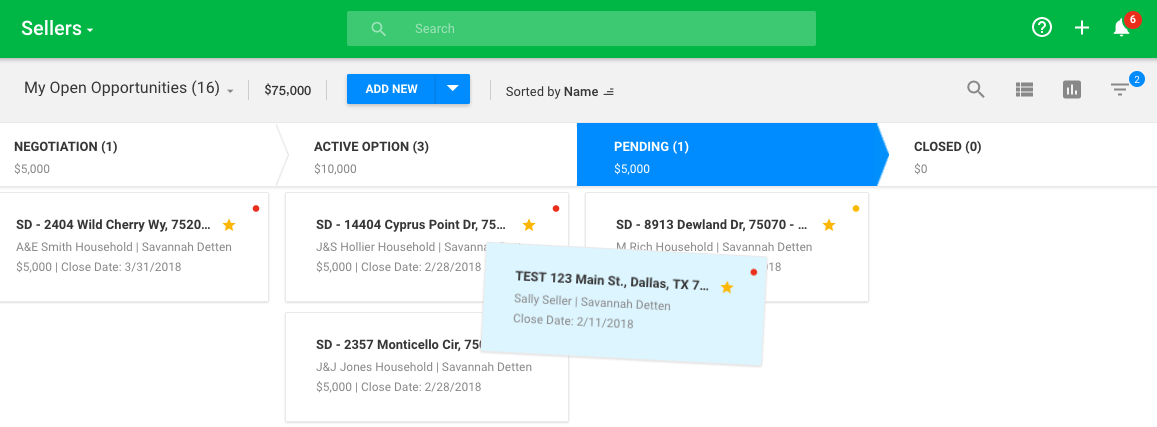 Sellers
Search
6
My Open Opportunities (16)
$75,000
ADD NEW
Sorted by Name
2
NEGOTIATION (1)
$5,000
ACTIVE OPTION (3)
$10,000
PENDING (1)
$5,000
CLOSED (0)
$0
SD - 2404 Wild Cherry Wy, 7520...
A&E Smith Household | Savannah Detten
$5,000 | Close Date: 3/31/2018
SD - 14404 Cyprus Point Dr, 75...
J&S Hollier Household |
$5,000 | Close Date: 2/28/2018
SD - 2357 Monticello Cir,
J&J Jones Household | Savannah Detten
$5,000 | Close Date: 2/28/2018
SD - 8913 Dewland Dr, 75070 - ...
M Rich Household | Savannah Detten
TEST 123 Main St., Dallas, TX 7...
Sally Seller | Savannah Detten
Close Date: 2/11/2018